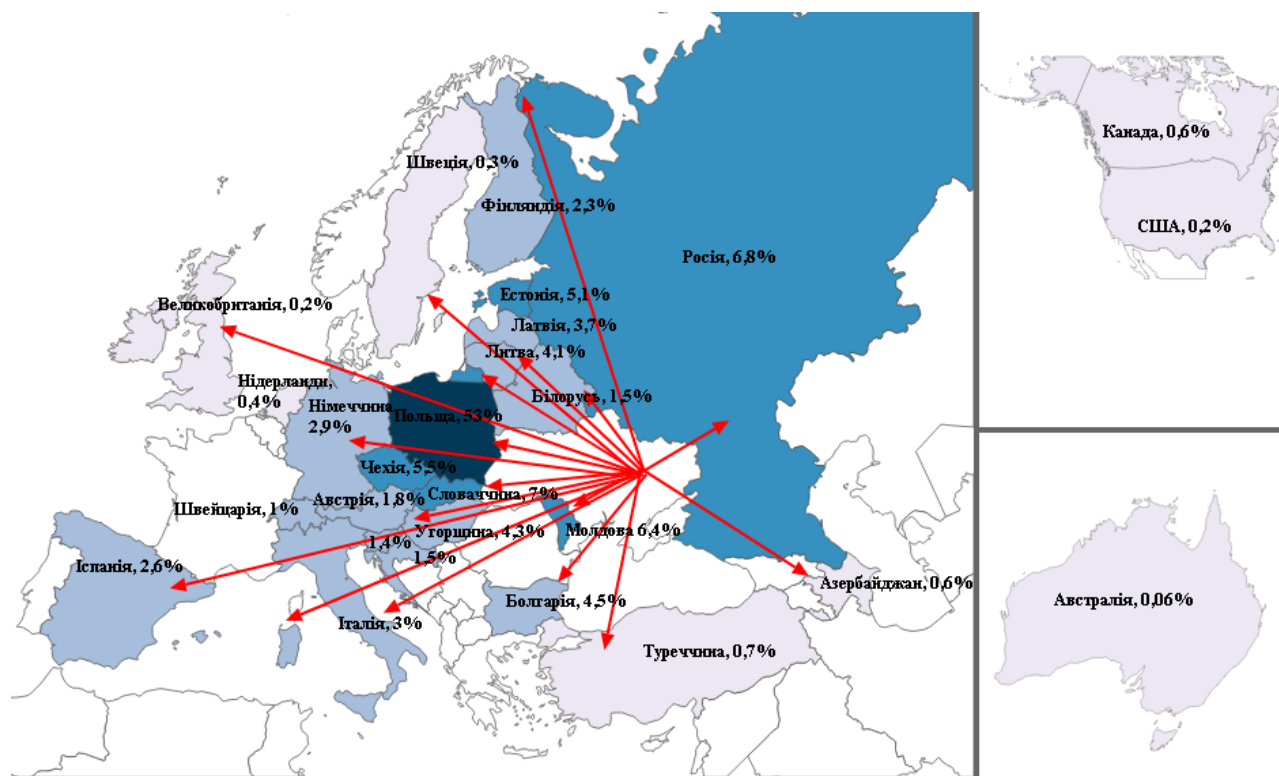 Швеція, 0,3%
Фінляндія, 2,3%
Росія, 6,8%
Великобританія, 0,2%
Естонія, 5,1%
Латвія, 3,7%
Литва, 4,1%
Нідерланди,
0,4%
Білорусь, 1,5%
Німеччина
2,9%
Польща, 53%
Чехія, 5,5%
Австрія, 1,8%
Словаччина, 7%
Швейцарія, 1%
Угорщина, 4,3%
Молдова 6,4%
1,4%
1,5%
Іспанія, 2,6%
Азербайджан, 0,6%
Болгарія, 4,5%
Італія, 3%
Туреччина, 0,7%
Канада, 0,6%
США, 0,2%
Австралія, 0,06%